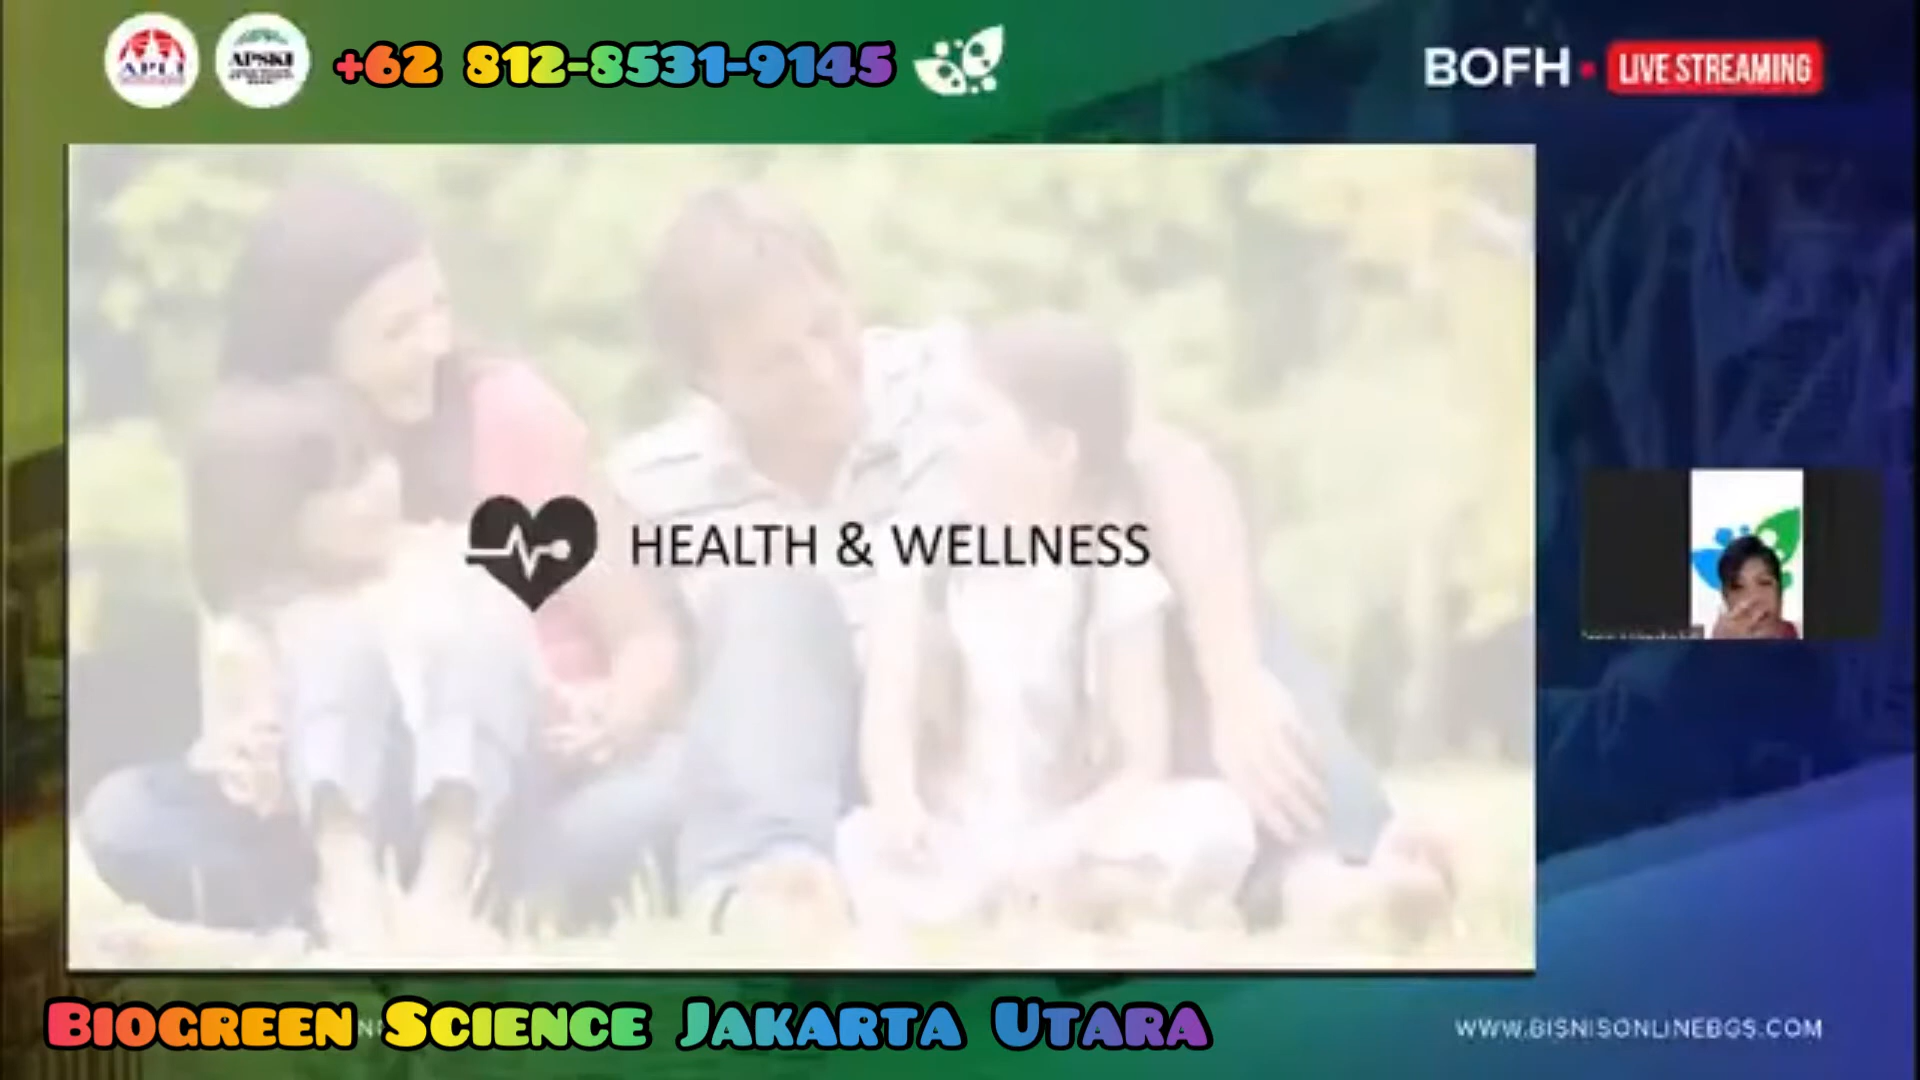 APLI
APSKI
+62 812-8531-9145
BOFH
LIVE STREAMING
HEALTH & WELLNESS
BIOGREEN SCIENCE JAKARTA UTARA
WWW.BISNISONLINEBGS.COM